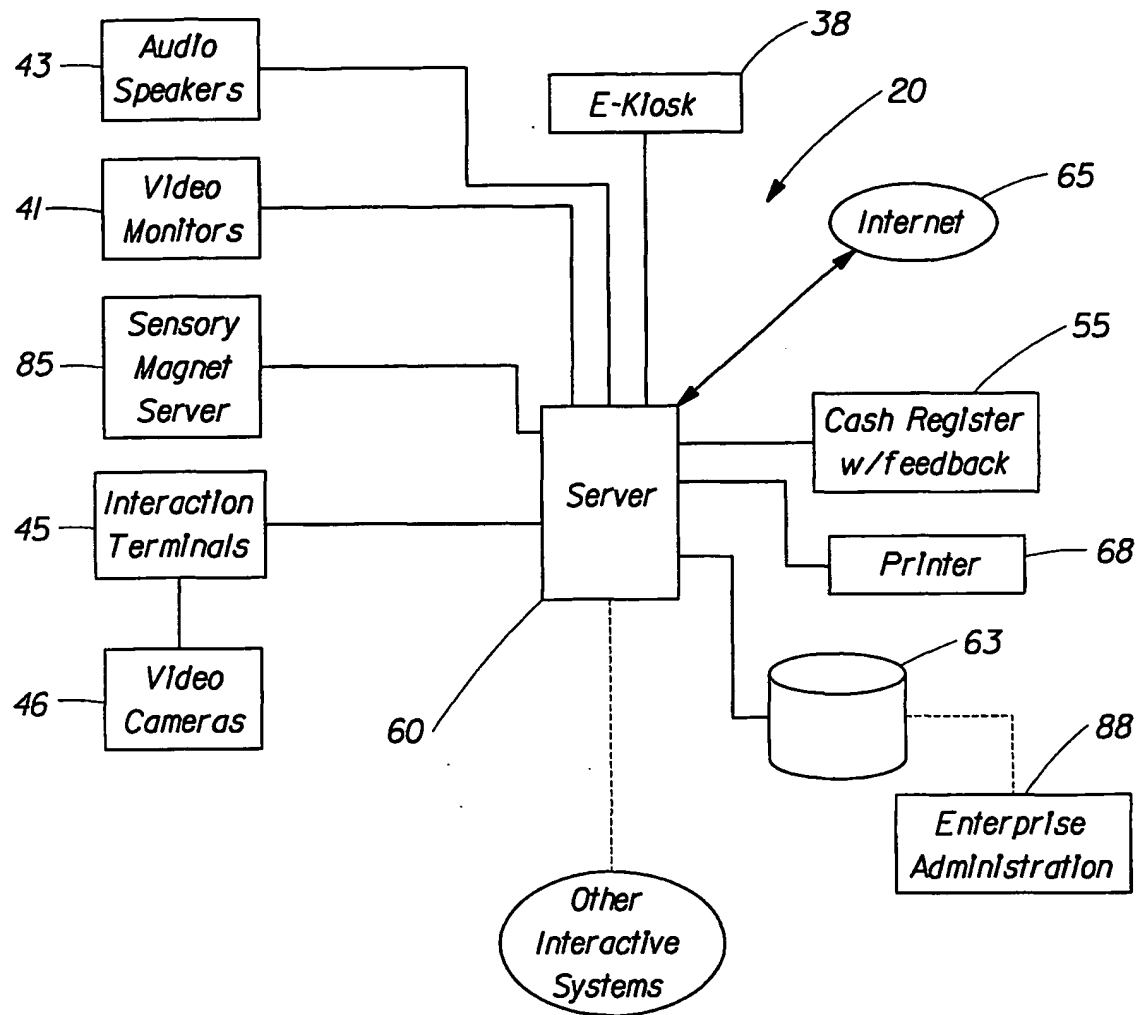 43
Audio
Speakers
38
E-Kiosk
20
65
Internet
41
Video
Monitors
85
Sensory
Magnet
Server
55
Cash Register
w/feedback
Server
45
Interaction
Terminals
Printer
68
46
Video
Cameras
60
63
88
Enterprise
Administration
Other
Interactive
Systems